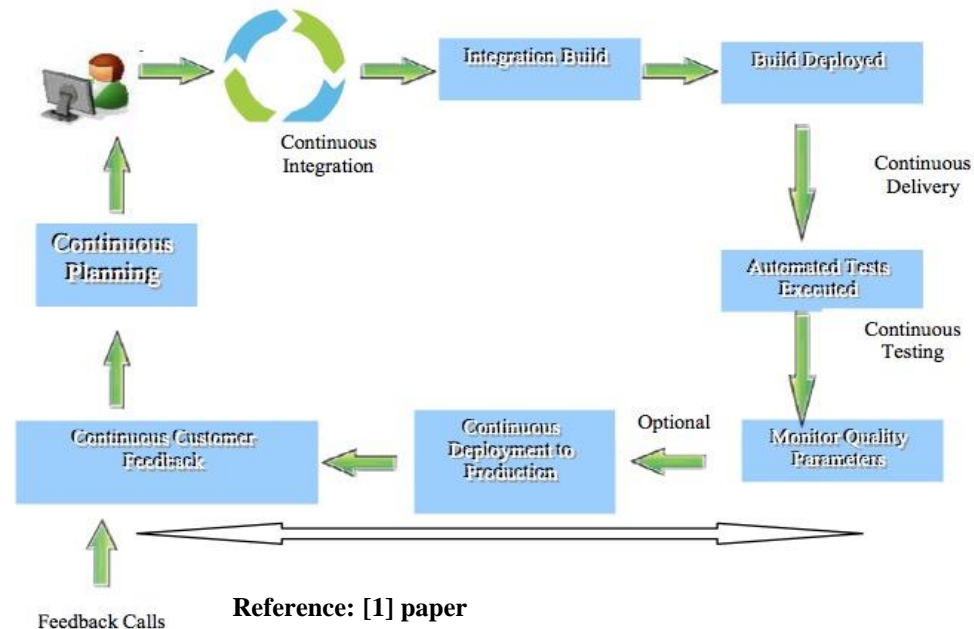 Integration Build
Build Deployed
Continuous
Integration
Continuous
Delivery
Continuous
Planning
Automated Tests
Executed
Continuous
Testing
Continuous Customer
Feedback
Continuous
Deployment to
Production
Optional
Monitor Quality
Parameters
Feedback Calls
Reference: [1] paper